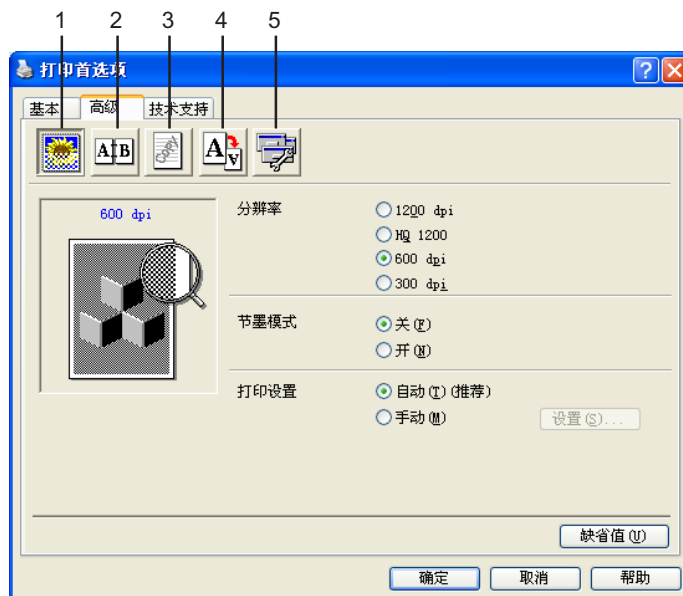 1 2 3 4 5
打印首选项
基本 高级 技术支持
A B copy A A
600 dpi
分辨率
1200 dpi
HQ 1200
600 dpi
300 dpi
节墨模式
关(F)
开(N)
打印设置
自动(T)(推荐)
手动(M)
设置(S)...
缺省值(U)
确定 取消 帮助